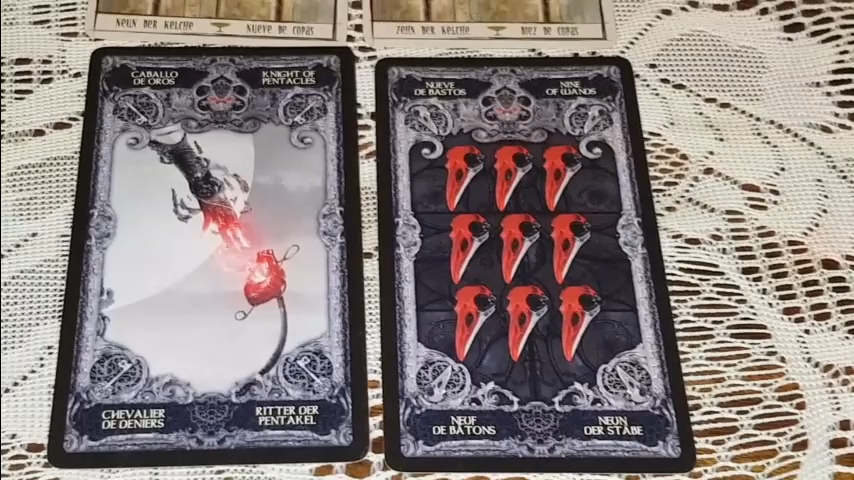 NEUN DER KELCHE
NUEVE DE COPAS
ZEHN DER KELCHE
DIEZ DE COPAS
CABALLO
DE OROS
KNIGHT OF
PENTACLES
CHEVALIER
DE DENIERS
RITTER DER
PENTAKEL
NUEVE
DE BASTOS
NINE
OF WANDS
NEUF
DE BATONS
NEUN
DER STABE